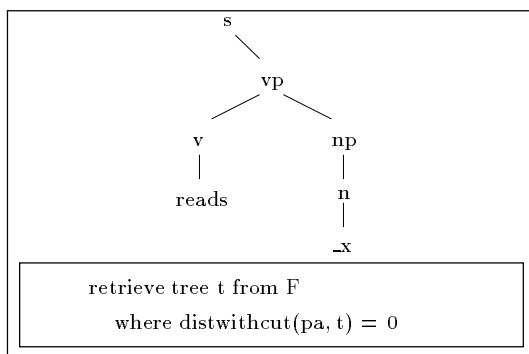 s
vp
v np
reads n
_x
retrieve tree t from F
where distwithcut(pa, t) = 0